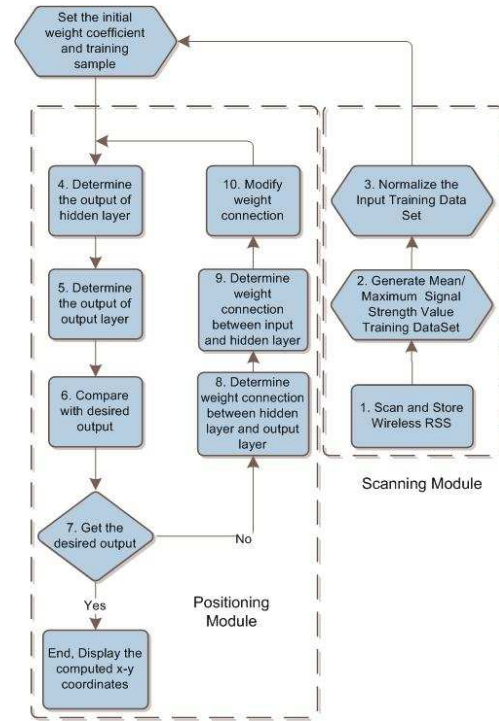 Set the initial
weight coefficient
and training
sample
4. Determine
the output of
hidden layer
5. Determine
the output of
output layer
6. Compare
with desired
output
7. Get the
desired output
Yes
No
End, Display the
computed x-y
coordinates
10. Modify
weight
connection
9. Determine
weight
connection
between input
and hidden layer
8. Determine
weight connection
between hidden
layer and output
layer
Positioning
Module
3. Normalize the
Input Training Data
Set
2. Generate Mean/
Maximum Signal
Strength Value
Training DataSet
1. Scan and Store
Wireless RSS
Scanning Module